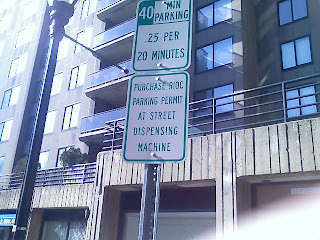 40 MIN
PARKING
.25 PER
20 MINUTES
PURCHASE RIOC
PARKING PERMIT
AT STREET
DISPENSING
MACHINE